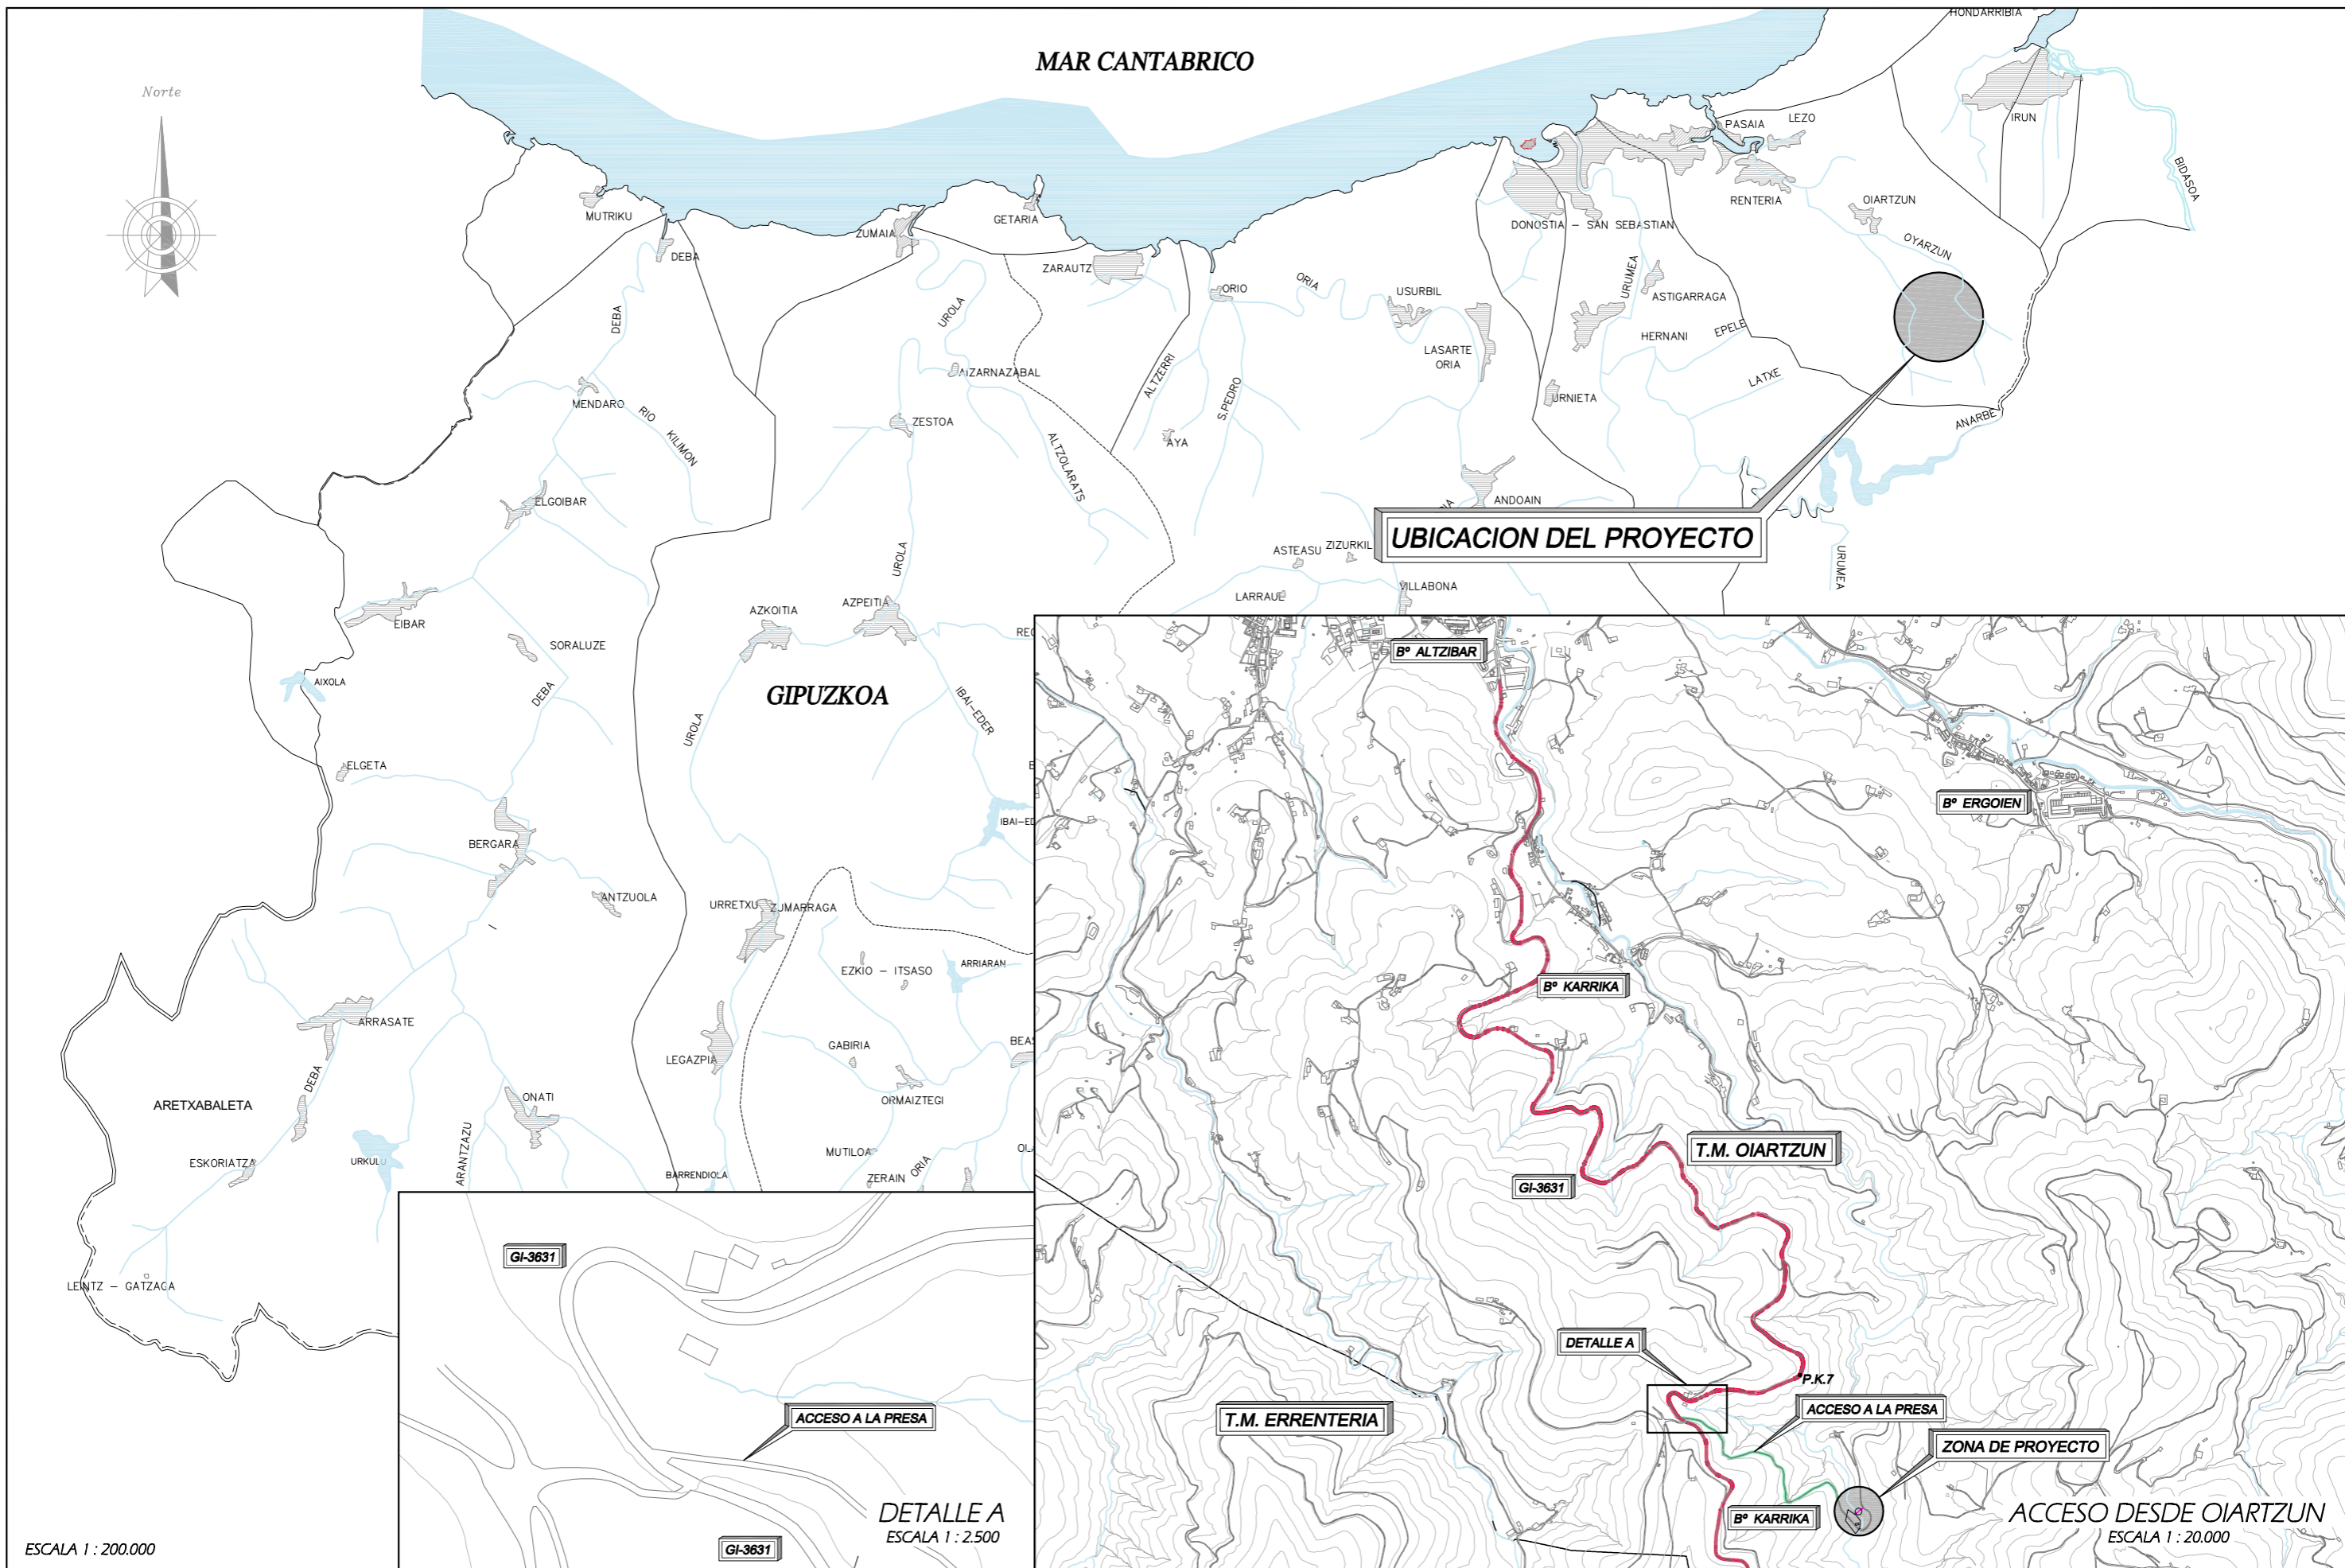 HONDARRIBIA
MAR CANTABRICO
Norte
IRUN
PASAIA
LEZO
BIDASOA
RENTERIA
OIARTZUN
MUTRIKU
GETARIA
ZUMAIA
DONOSTIA – SAN SEBASTIAN
OYARZUN
DEBA
ZARAUTZ
ORIO
ORIA
USURBIL
URUMEA
ASTIGARRAGA
DEBA
UROLA
HERNANI
EPELE
LASARTE
ORIA
AIZARNAZABAL
ALTZERRI
S.PEDRO
LATXE
MENDARO
RIO
KILIMON
URNIETA
ANARBE
ZESTOA
AYA
ALTZOLARATS
ELGOIBAR
ANDOAIN
UBICACION DEL PROYECTO
UROLA
ASTEASU
ZIZURKIL
URUMEA
VILLABONA
LARRAUL
AZKOITIA
AZPEITIA
EIBAR
SORALUZE
AIXOLA
DEBA
GIPUZKOA
UROLA
IBAI–EDER
ELGETA
BERGARA
ANTZUOLA
URRETXU
ZUMARRAGA
EZKIO – ITSASO
ARRIARAN
ARRASATE
LEGAZPIA
GABIRIA
ORMAIZTEGI
DEBA
ARETXABALETA
ONATI
ARANTZAZU
MUTILOA
ESKORIATZA
URKULU
BARRENDIOLA
ZERAIN
ORIA
LEINTZ – GATZAGA
Bº ALTZIBAR
Bº ERGOIEN
Bº KARRIKA
T.M. OIARTZUN
GI-3631
DETALLE A
P.K.7
ACCESO A LA PRESA
T.M. ERRENTERIA
ZONA DE PROYECTO
Bº KARRIKA
ACCESO DESDE OIARTZUN
ESCALA 1 : 20.000
GI-3631
ACCESO A LA PRESA
DETALLE A
ESCALA 1 : 2.500
GI-3631
ESCALA 1 : 200.000